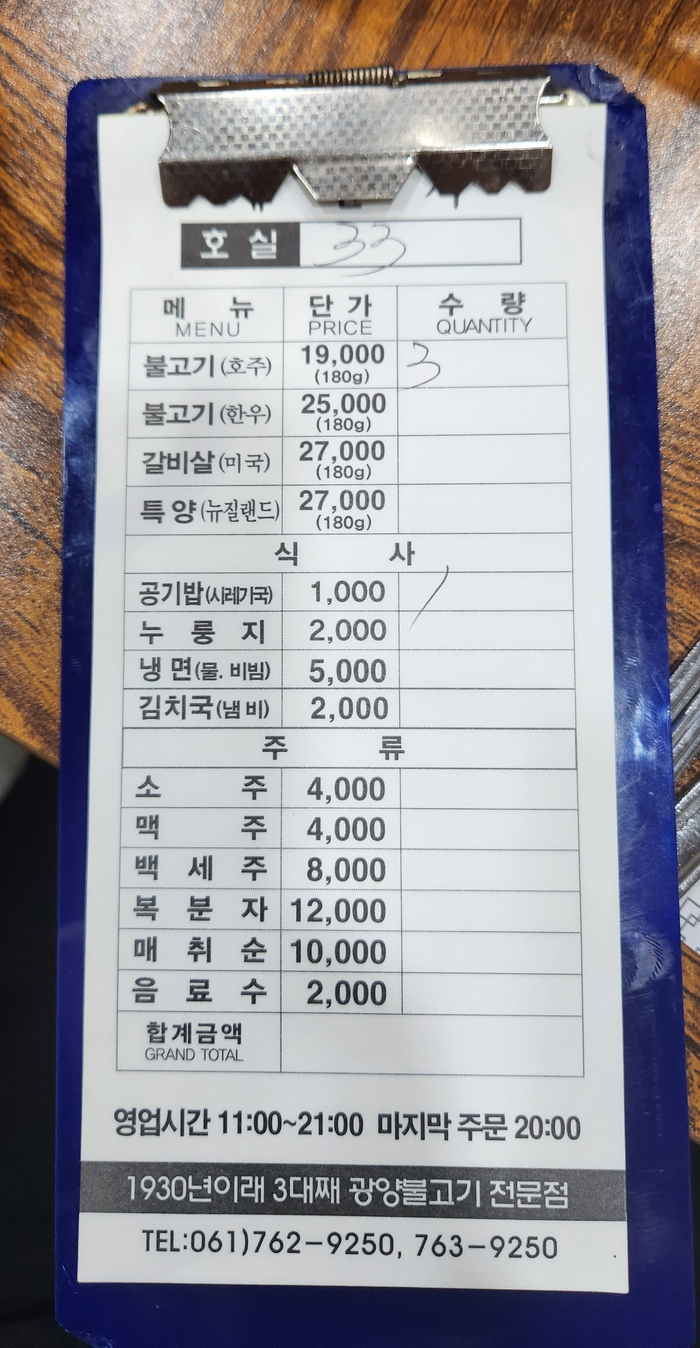 호 실 33
메 뉴 단 가 수 량
MENU PRICE QUANTITY
불고기(호주) 19,000 3
(180g)
불고기(한우) 25,000
(180g)
갈비살(미국) 27,000
(180g)
특 양(뉴질랜드) 27,000
(180g)
식 사
공기밥(시레기국) 1,000 /
누 룽 지 2,000
냉 면(물. 비빔) 5,000
김치국(냄비) 2,000
주 류
소 주 4,000
맥 주 4,000
백 세 주 8,000
복 분 자 12,000
매 취 순 10,000
음 료 수 2,000
합계금액
GRAND TOTAL
영업시간 11:00~21:00 마지막 주문 20:00
1930년이래 3대째 광양불고기 전문점
TEL:061)762-9250, 763-9250